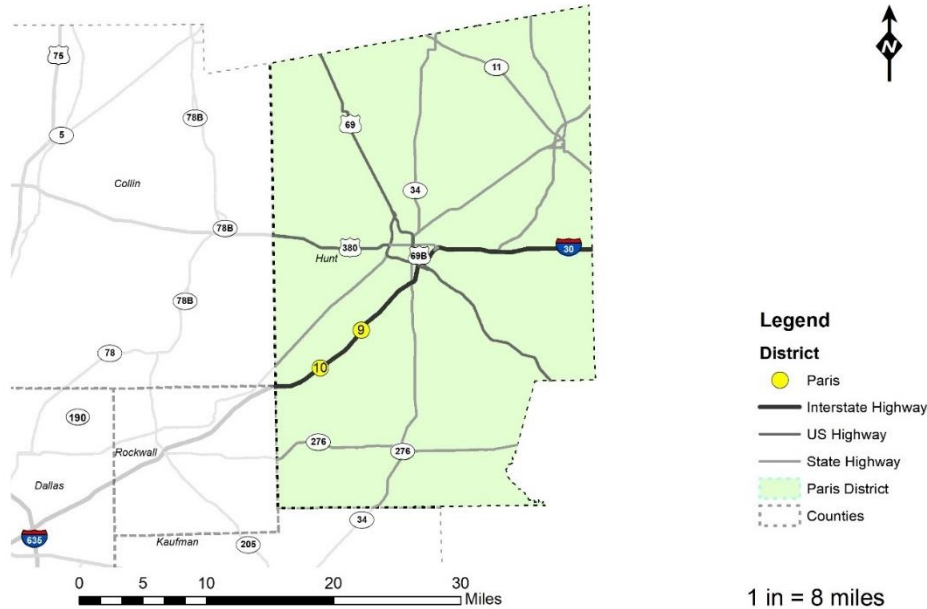 75
11
78B
69
5
Collin
34
78B
380
Hunt
69B
30
78B
9
78
10
190
276
276
Rockwall
Dallas
34
635
Kaufman
205
N
Legend
District
Paris
Interstate Highway
US Highway
State Highway
Paris District
Counties
0 5 10 20 30
Miles
1 in = 8 miles